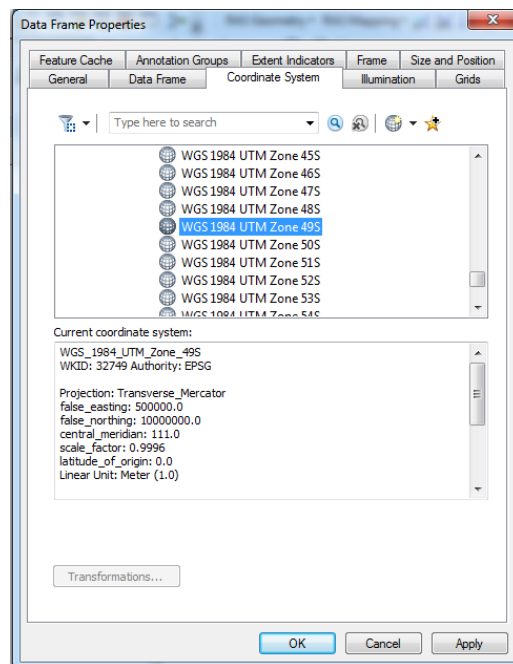 Data Frame Properties
Feature Cache
Annotation Groups
Extent Indicators
Frame
Size and Position
General
Data Frame
Coordinate System
Illumination
Grids
Type here to search
WGS 1984 UTM Zone 45S
WGS 1984 UTM Zone 46S
WGS 1984 UTM Zone 47S
WGS 1984 UTM Zone 48S
WGS 1984 UTM Zone 49S
WGS 1984 UTM Zone 50S
WGS 1984 UTM Zone 51S
WGS 1984 UTM Zone 52S
WGS 1984 UTM Zone 53S
WGS 1984 UTM Zone 54S
Current coordinate system:
WGS_1984_UTM_Zone_49S
WKID: 32749 Authority: EPSG
Projection: Transverse_Mercator
false_easting: 500000.0
false_northing: 10000000.0
central_meridian: 111.0
scale_factor: 0.9996
latitude_of_origin: 0.0
Linear Unit: Meter (1.0)
Transformations...
OK
Cancel
Apply